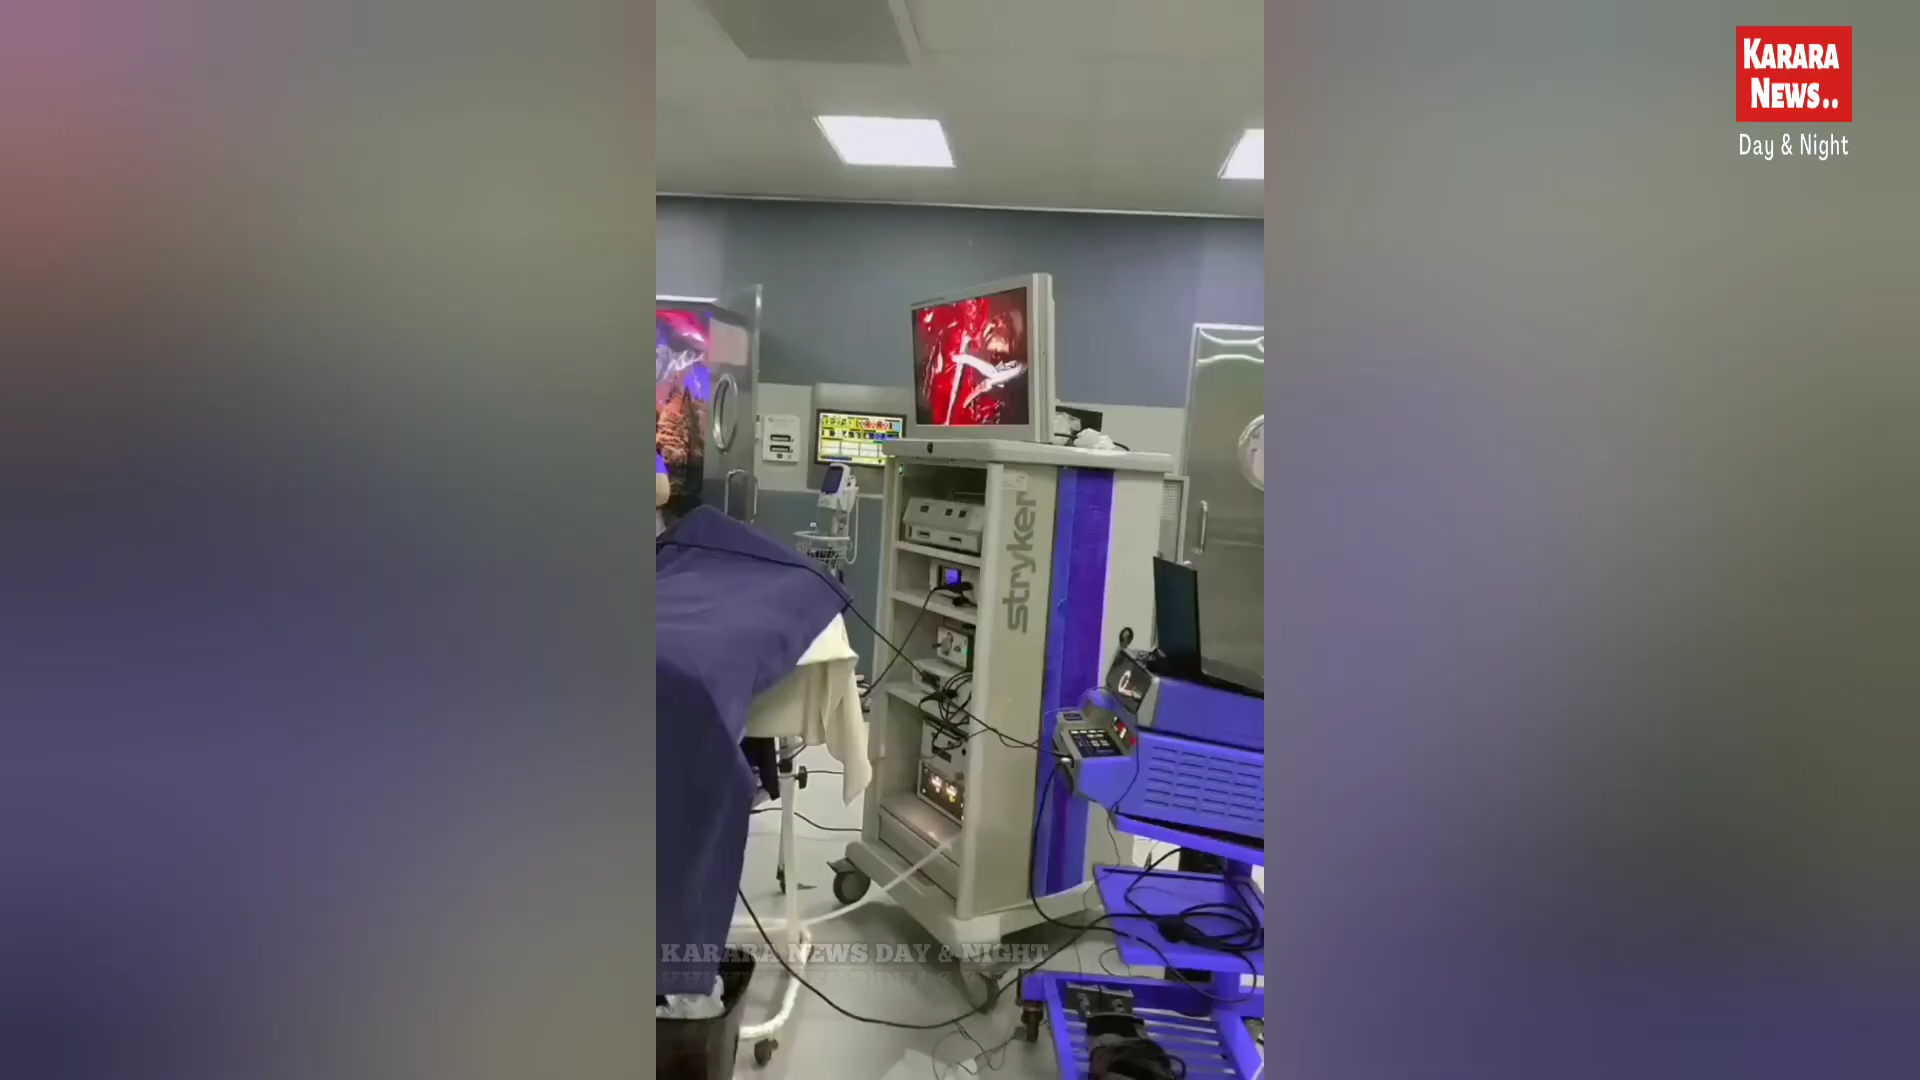 KARARA
NEWS..
Day & Night
stryker
KARARA NEWS DAY & NIGHT